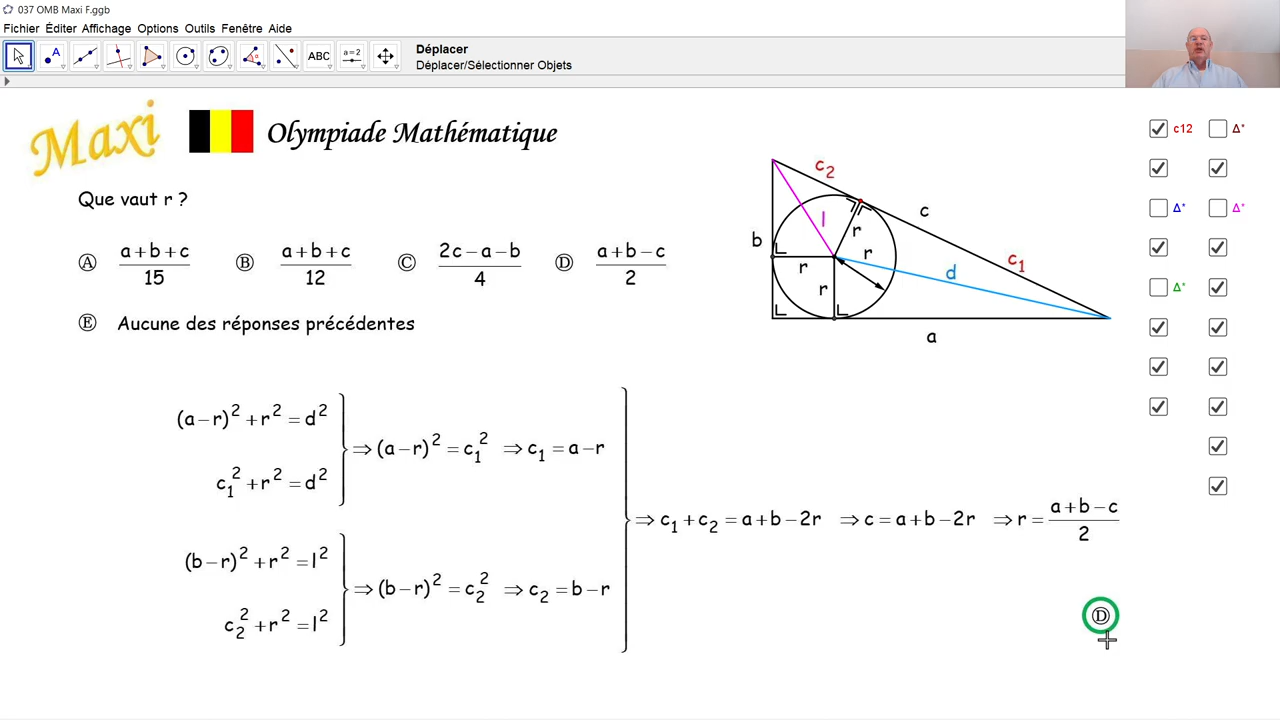 037 OMB Maxi F.ggb
Fichier Éditer Affichage Options Outils Fenêtre Aide
A ABC a=2 Déplacer
Déplacer/Sélectionner Objets
Maxi Olympiade Mathématique
Que vaut r ?
Ⓐ (a+b+c)/15 Ⓑ (a+b+c)/12 Ⓒ (2c−a−b)/4 Ⓓ (a+b−c)/2
Ⓔ Aucune des réponses précédentes
c₂
c
b
l
r
r
r
r
d
c₁
a
(a−r)² + r² = d²
c₁² + r² = d²
⇒ (a−r)² = c₁² ⇒ c₁ = a−r
(b−r)² + r² = l²
c₂² + r² = l²
⇒ (b−r)² = c₂² ⇒ c₂ = b−r
⇒ c₁ + c₂ = a+b−2r ⇒ c = a+b−2r ⇒ r = (a+b−c)/2
Ⓓ
c12 Δ*
Δ* Δ*
Δ*